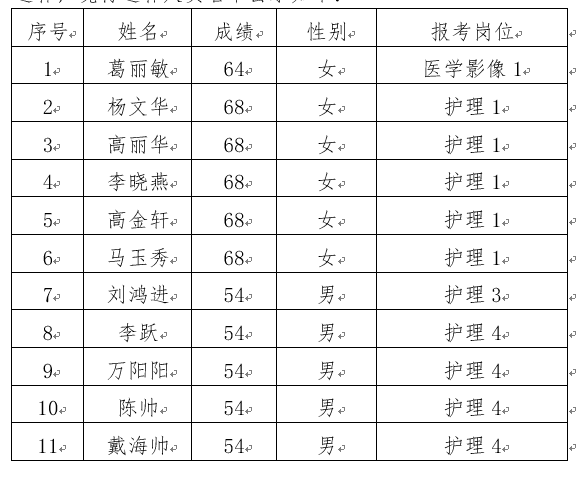 序号 姓名 成绩 性别 报考岗位
1 葛丽敏 64 女 医学影像 1
2 杨文华 68 女 护理 1
3 高丽华 68 女 护理 1
4 李晓燕 68 女 护理 1
5 高金轩 68 女 护理 1
6 马玉秀 68 女 护理 1
7 刘鸿进 54 男 护理 3
8 李跃 54 男 护理 4
9 万阳阳 54 男 护理 4
10 陈帅 54 男 护理 4
11 戴海帅 54 男 护理 4